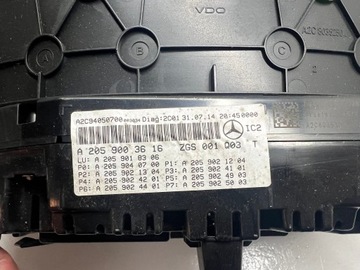 VDO
A2C94050700 Diag:2C01 31.07.14 20:450000
IC2
A 205 900 36 16 ZGS 001 Q03 T
LU: A 205 901 83 06
P0: A 205 904 07 00 P1: A 205 902 12 04
P2: A 205 902 13 04 P3: A 205 902 41 01
P4: A 205 902 42 01 P5: A 205 902 49 03
P6: A 205 902 44 01 P7: A 205 902 50 03
>PC